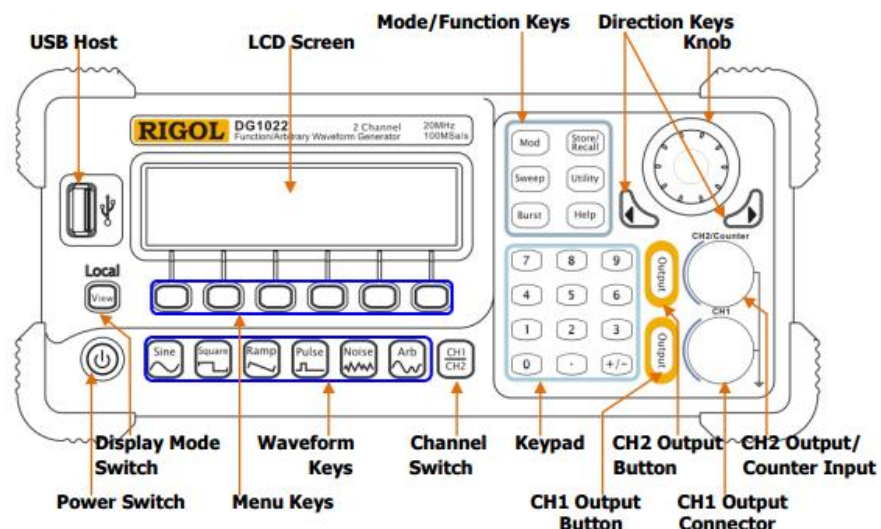 Mode/Function Keys
Direction Keys
USB Host
LCD Screen
Knob
RIGOL
DG1022
2 Channel
20MHz
Function/Arbitrary Waveform Generator
100MSa/s
Mod
Store/
Recall
Sweep
Utility
Burst
Help
CH2/Counter
Local
View
7
8
9
Output
4
5
6
1
2
3
CH1
0
.
+/-
Output
Sine
Square
Ramp
Pulse
Noise
Arb
CH1
CH2
Display Mode
Switch
Waveform
Keys
Channel
Switch
Keypad
CH2 Output
Button
CH2 Output/
Counter Input
Power Switch
Menu Keys
CH1 Output
Button
CH1 Output
Connector